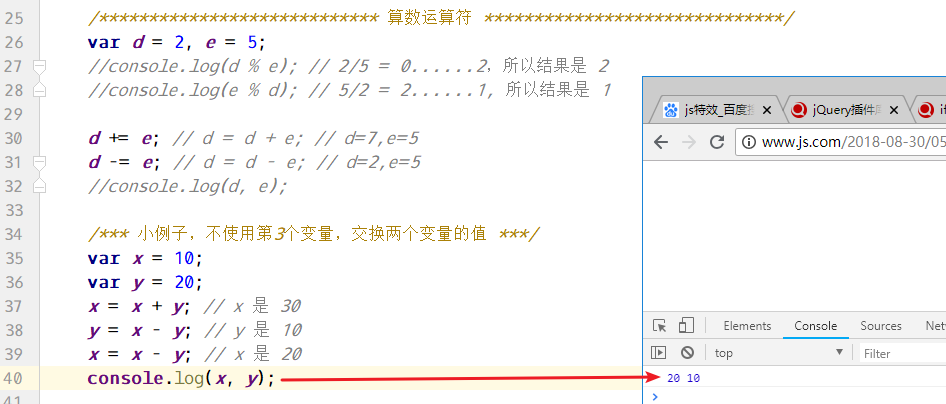 25 /**************************** 算数运算符 ******************************/
26 var d = 2, e = 5;
27 //console.log(d % e); // 2/5 = 0......2，所以结果是 2
28 //console.log(e % d); // 5/2 = 2......1, 所以结果是 1
29
30 d += e; // d = d + e; // d=7,e=5
31 d -= e; // d = d - e; // d=2,e=5
32 //console.log(d, e);
33
34 /*** 小例子，不使用第3个变量，交换两个变量的值 ***/
35 var x = 10;
36 var y = 20;
37 x = x + y; // x 是 30
38 y = x - y; // y 是 10
39 x = x - y; // x 是 20
40 console.log(x, y);
41
js特效_百度
jQuery插件
www.js.com/2018-08-30/05
Elements Console Sources Net
top Filter
20 10